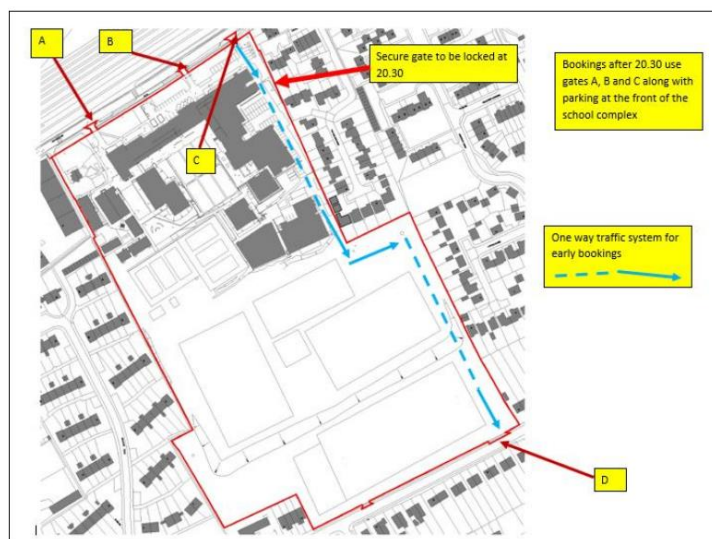 A
B
Secure gate to be locked at
20.30
Bookings after 20.30 use
gates A, B and C along with
parking at the front of the
school complex
C
One way traffic system for
early bookings
D